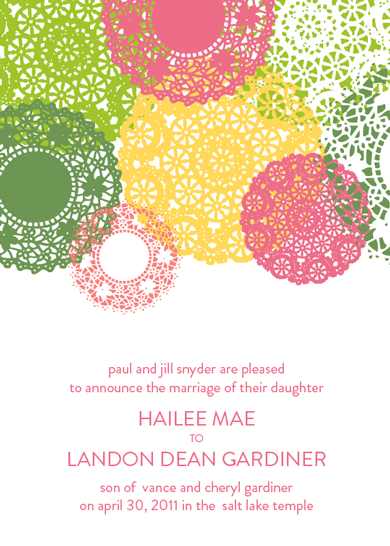 paul and jill snyder are pleased
to announce the marriage of their daughter
HAILEE MAE
TO
LANDON DEAN GARDINER
son of vance and cheryl gardiner
on april 30, 2011 in the salt lake temple